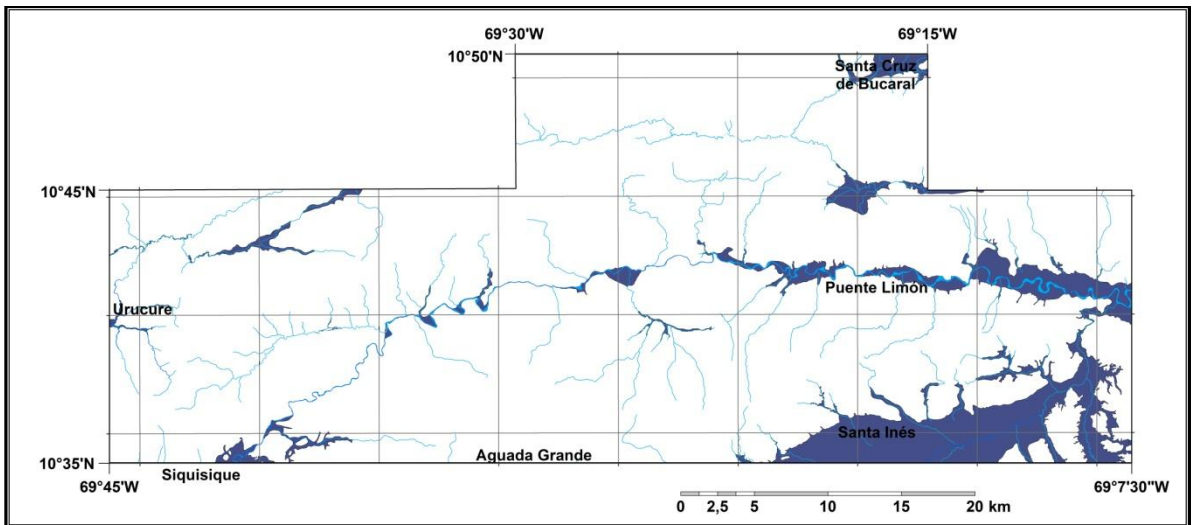 69°30'W
69°15'W
10°50'N
Santa Cruz
de Bucaral
10°45'N
Puente Limón
Urucure
Santa Inés
Aguada Grande
10°35'N
Siquisique
69°45'W
69°7'30"W
0 2,5 5 10 15 20 km